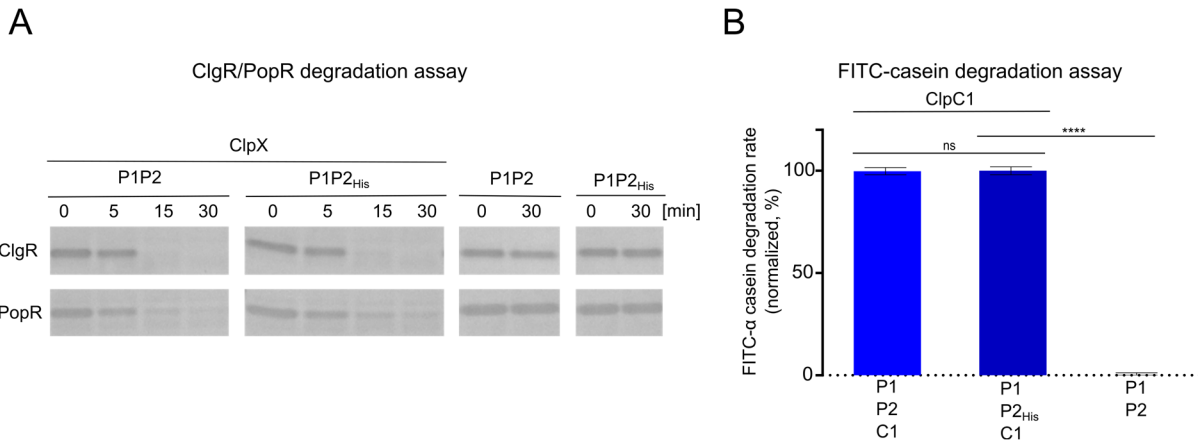 A
ClgR/PopR degradation assay
ClpX
P1P2 P1P2His P1P2 P1P2His
0 5 15 30 0 5 15 30 0 30 0 30 [min]
ClgR
PopR
B
FITC-casein degradation assay
ClpC1
****
ns
FITC-α casein degradation rate
(normalized, %)
100
50
0
P1 P1 P1
P2 P2His P2
C1 C1